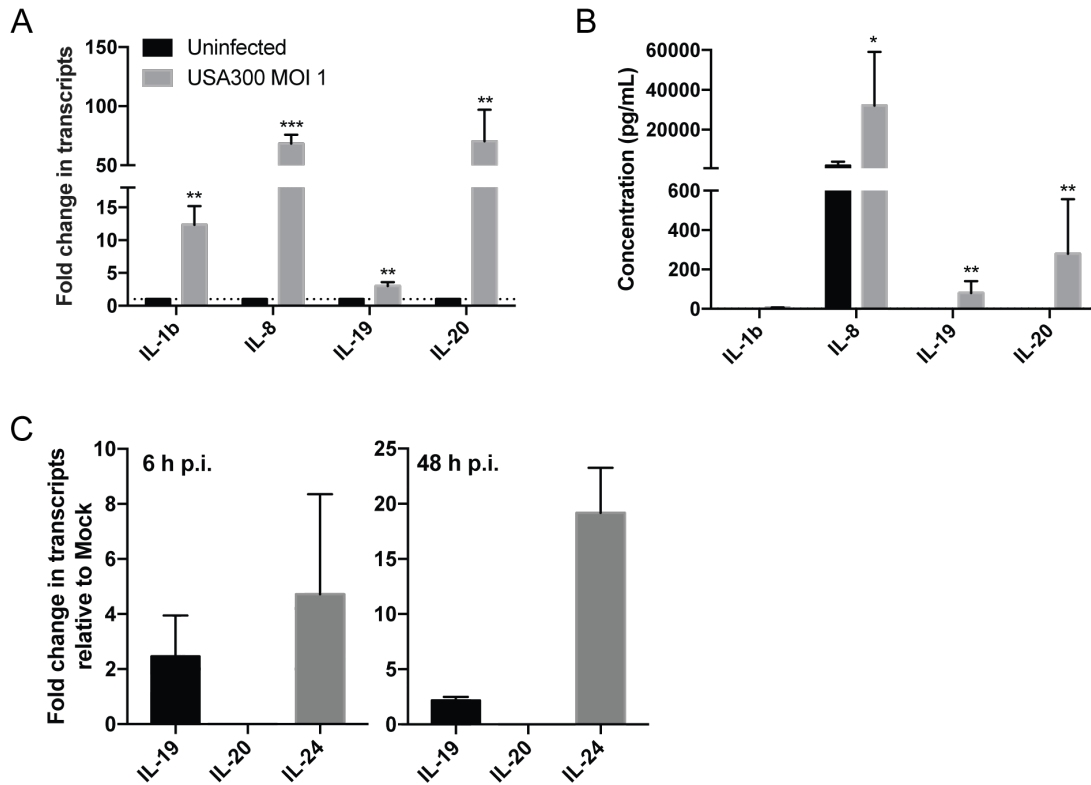 A
Fold change in transcripts
150
100
50
15
10
5
0
Uninfected
USA300 MOI 1
**
***
**
**
IL-1b
IL-8
IL-19
IL-20
B
Concentration (pg/mL)
60000
40000
20000
600
400
200
0
*
**
**
IL-1b
IL-8
IL-19
IL-20
C
Fold change in transcripts
relative to Mock
10
8
6
4
2
0
6 h p.i.
IL-19
IL-20
IL-24
25
20
15
10
5
0
48 h p.i.
IL-19
IL-20
IL-24